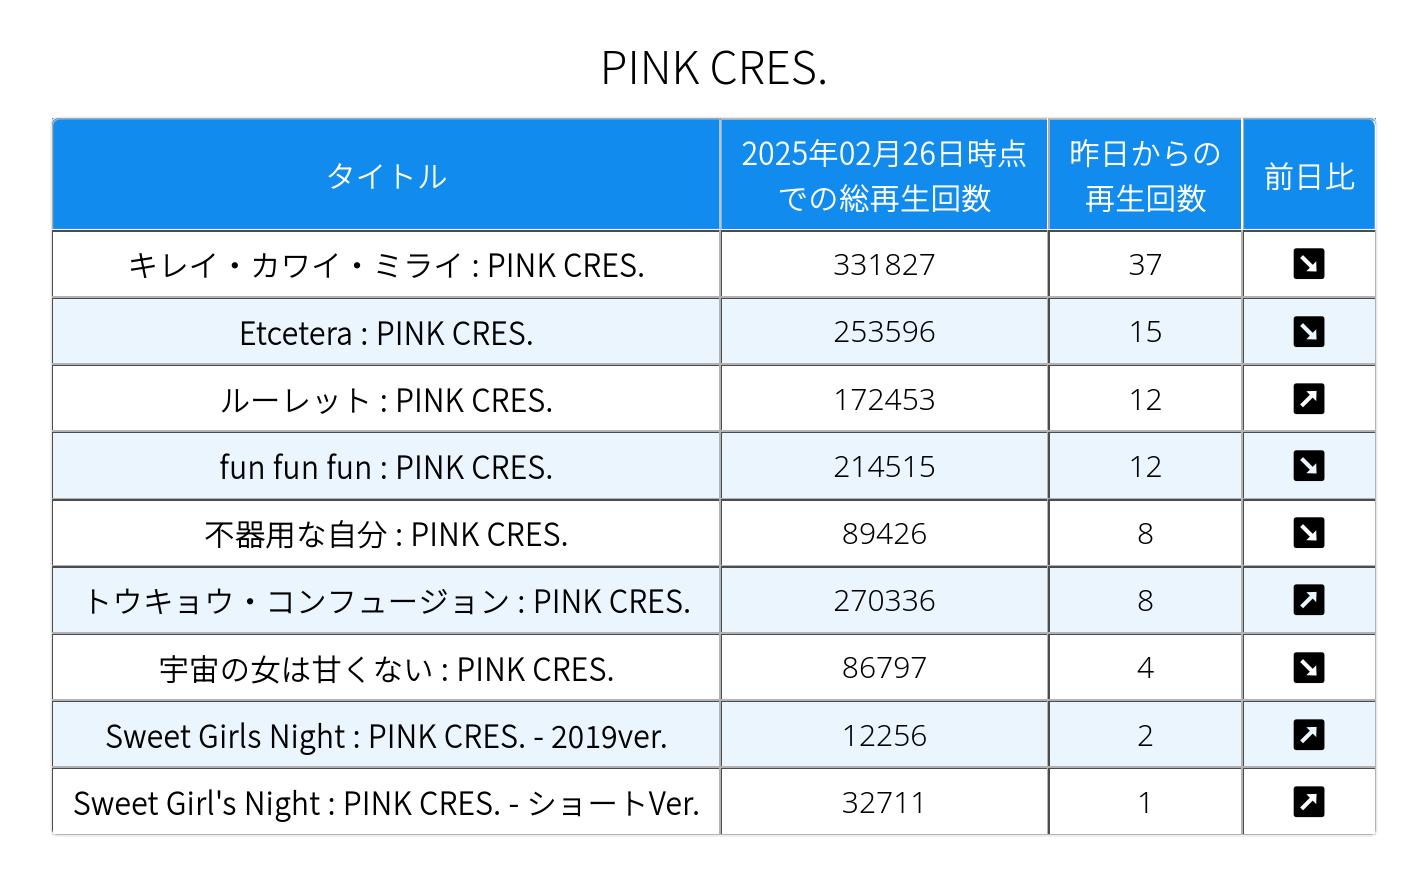 PINK CRES.
タイトル
2025年02月26日時点
での総再生回数
昨日からの
再生回数
前日比
キレイ・カワイ・ミライ : PINK CRES. 331827 37
Etcetera : PINK CRES. 253596 15
ルーレット : PINK CRES. 172453 12
fun fun fun : PINK CRES. 214515 12
不器用な自分 : PINK CRES. 89426 8
トウキョウ・コンフュージョン : PINK CRES. 270336 8
宇宙の女は甘くない : PINK CRES. 86797 4
Sweet Girls Night : PINK CRES. - 2019ver. 12256 2
Sweet Girl's Night : PINK CRES. - ショートVer. 32711 1